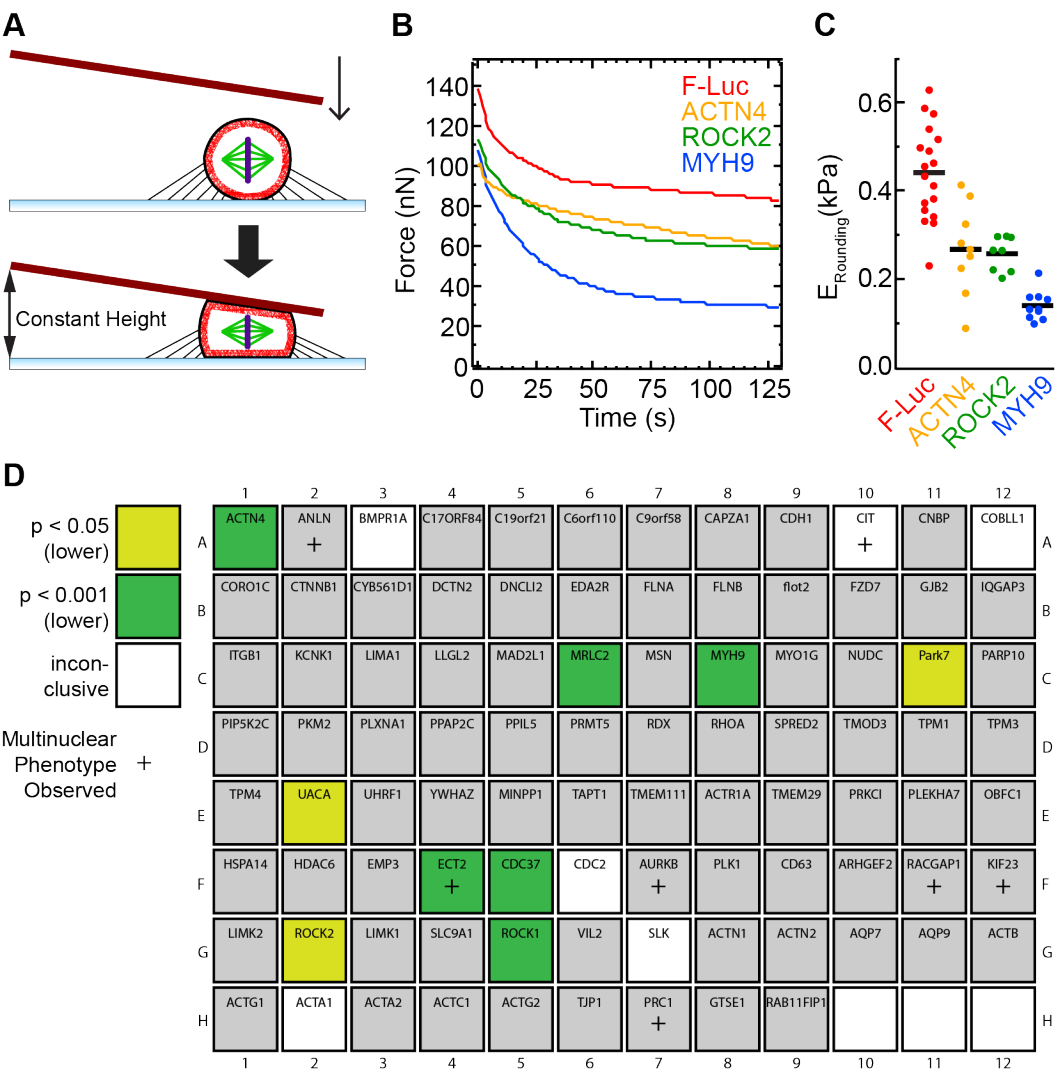 A
Constant Height
B
F-Luc
ACTN4
ROCK2
MYH9
140
120
100
80
60
40
20
0
Force (nN)
0 25 50 75 100 125
Time (s)
C
0.6
0.4
0.2
0.0
E Rounding (kPa)
F-Luc
ACTN4
ROCK2
MYH9
D
p < 0.05
(lower)
p < 0.001
(lower)
incon-
clusive
Multinuclear
Phenotype +
Observed
1 2 3 4 5 6 7 8 9 10 11 12
A ACTN4 ANLN BMPR1A C17ORF84 C19orf21 C6orf110 C9orf58 CAPZA1 CDH1 CIT CNBP COBLL1 A
+ +
B CORO1C CTNNB1 CYB561D1 DCTN2 DNCLI2 EDA2R FLNA FLNB flot2 FZD7 GJB2 IQGAP3 B
C ITGB1 KCNK1 LIMA1 LLGL2 MAD2L1 MRLC2 MSN MYH9 MYO1G NUDC Park7 PARP10 C
D PIP5K2C PKM2 PLXNA1 PPAP2C PPIL5 PRMT5 RDX RHOA SPRED2 TMOD3 TPM1 TPM3 D
E TPM4 UACA UHRF1 YWHAZ MINPP1 TAPT1 TMEM111 ACTR1A TMEM29 PRKCI PLEKHA7 OBFC1 E
F HSPA14 HDAC6 EMP3 ECT2 CDC37 CDC2 AURKB PLK1 CD63 ARHGEF2 RACGAP1 KIF23 F
+ + + +
G LIMK2 ROCK2 LIMK1 SLC9A1 ROCK1 VIL2 SLK ACTN1 ACTN2 AQP7 AQP9 ACTB G
H ACTG1 ACTA1 ACTA2 ACTC1 ACTG2 TJP1 PRC1 GTSE1 RAB11FIP1 H
+
1 2 3 4 5 6 7 8 9 10 11 12